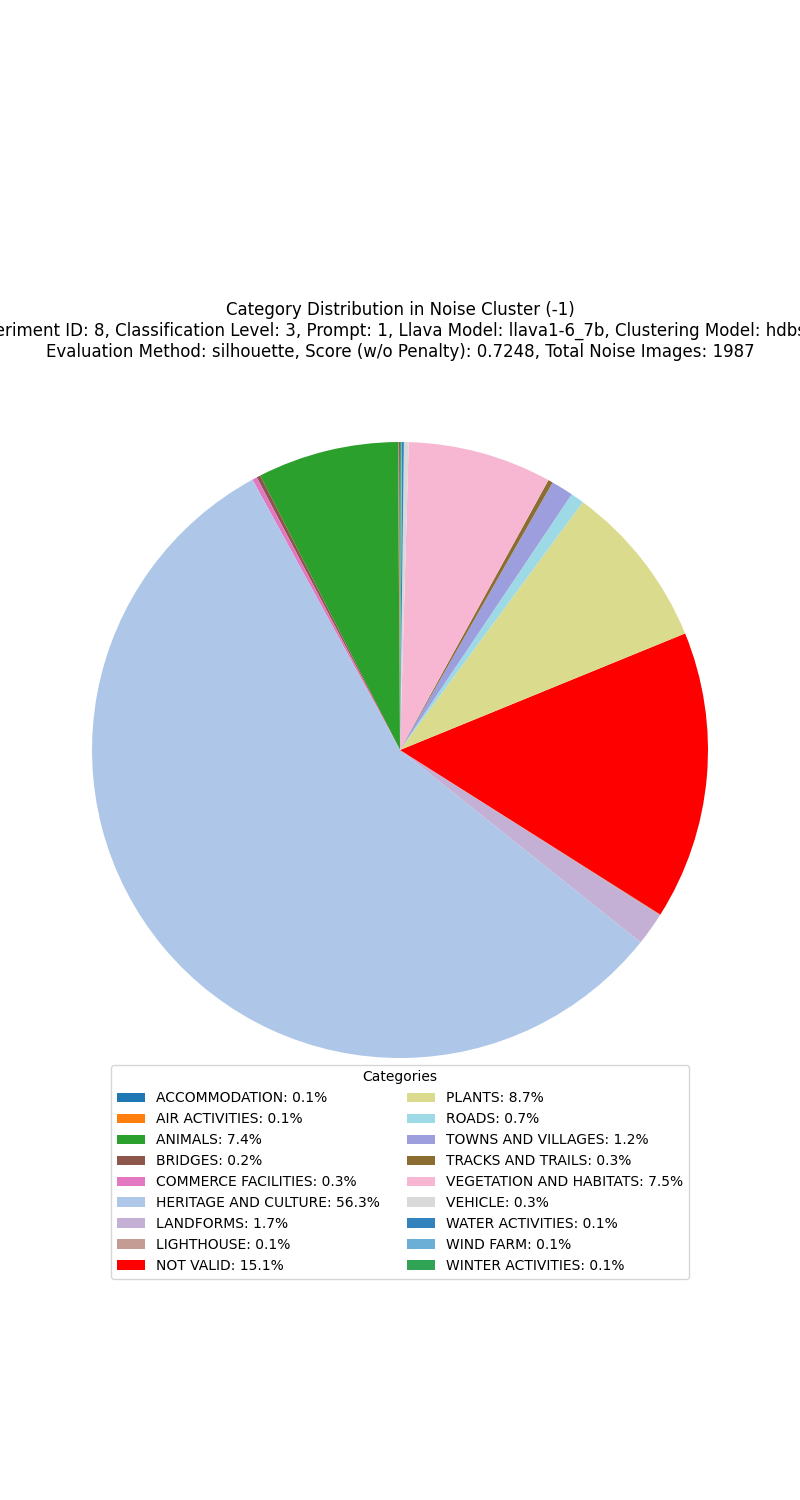 Category Distribution in Noise Cluster (-1)
ID: 8, Classification Level: 3, Prompt: 1, Llava Model: llava1-6_7b, Clustering Model:
Evaluation Method: silhouette, Score (w/o Penalty): 0.7248, Total Noise Images: 1987
Categories
ACCOMMODATION: 0.1%
AIR ACTIVITIES: 0.1%
ANIMALS: 7.4%
BRIDGES: 0.2%
COMMERCE FACILITIES: 0.3%
HERITAGE AND CULTURE: 56.3%
LANDFORMS: 1.7%
LIGHTHOUSE: 0.1%
NOT VALID: 15.1%
PLANTS: 8.7%
ROADS: 0.7%
TOWNS AND VILLAGES: 1.2%
TRACKS AND TRAILS: 0.3%
VEGETATION AND HABITATS: 7.5%
VEHICLE: 0.3%
WATER ACTIVITIES: 0.1%
WIND FARM: 0.1%
WINTER ACTIVITIES: 0.1%